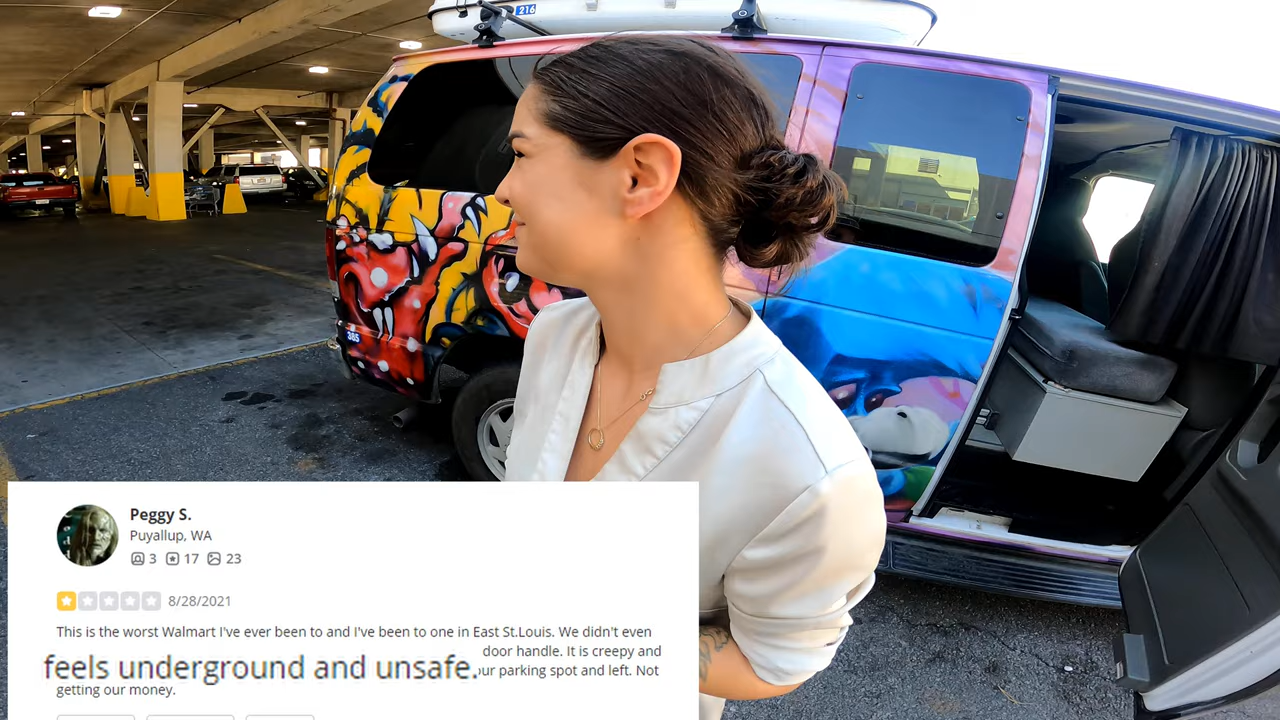 216
385
Peggy S.
Puyallup, WA
3 17 23
8/28/2021
This is the worst Walmart I've ever been to and I've been to one in East St.Louis. We didn't even
door handle. It is creepy and
feels underground and unsafe.
our parking spot and left. Not
getting our money.